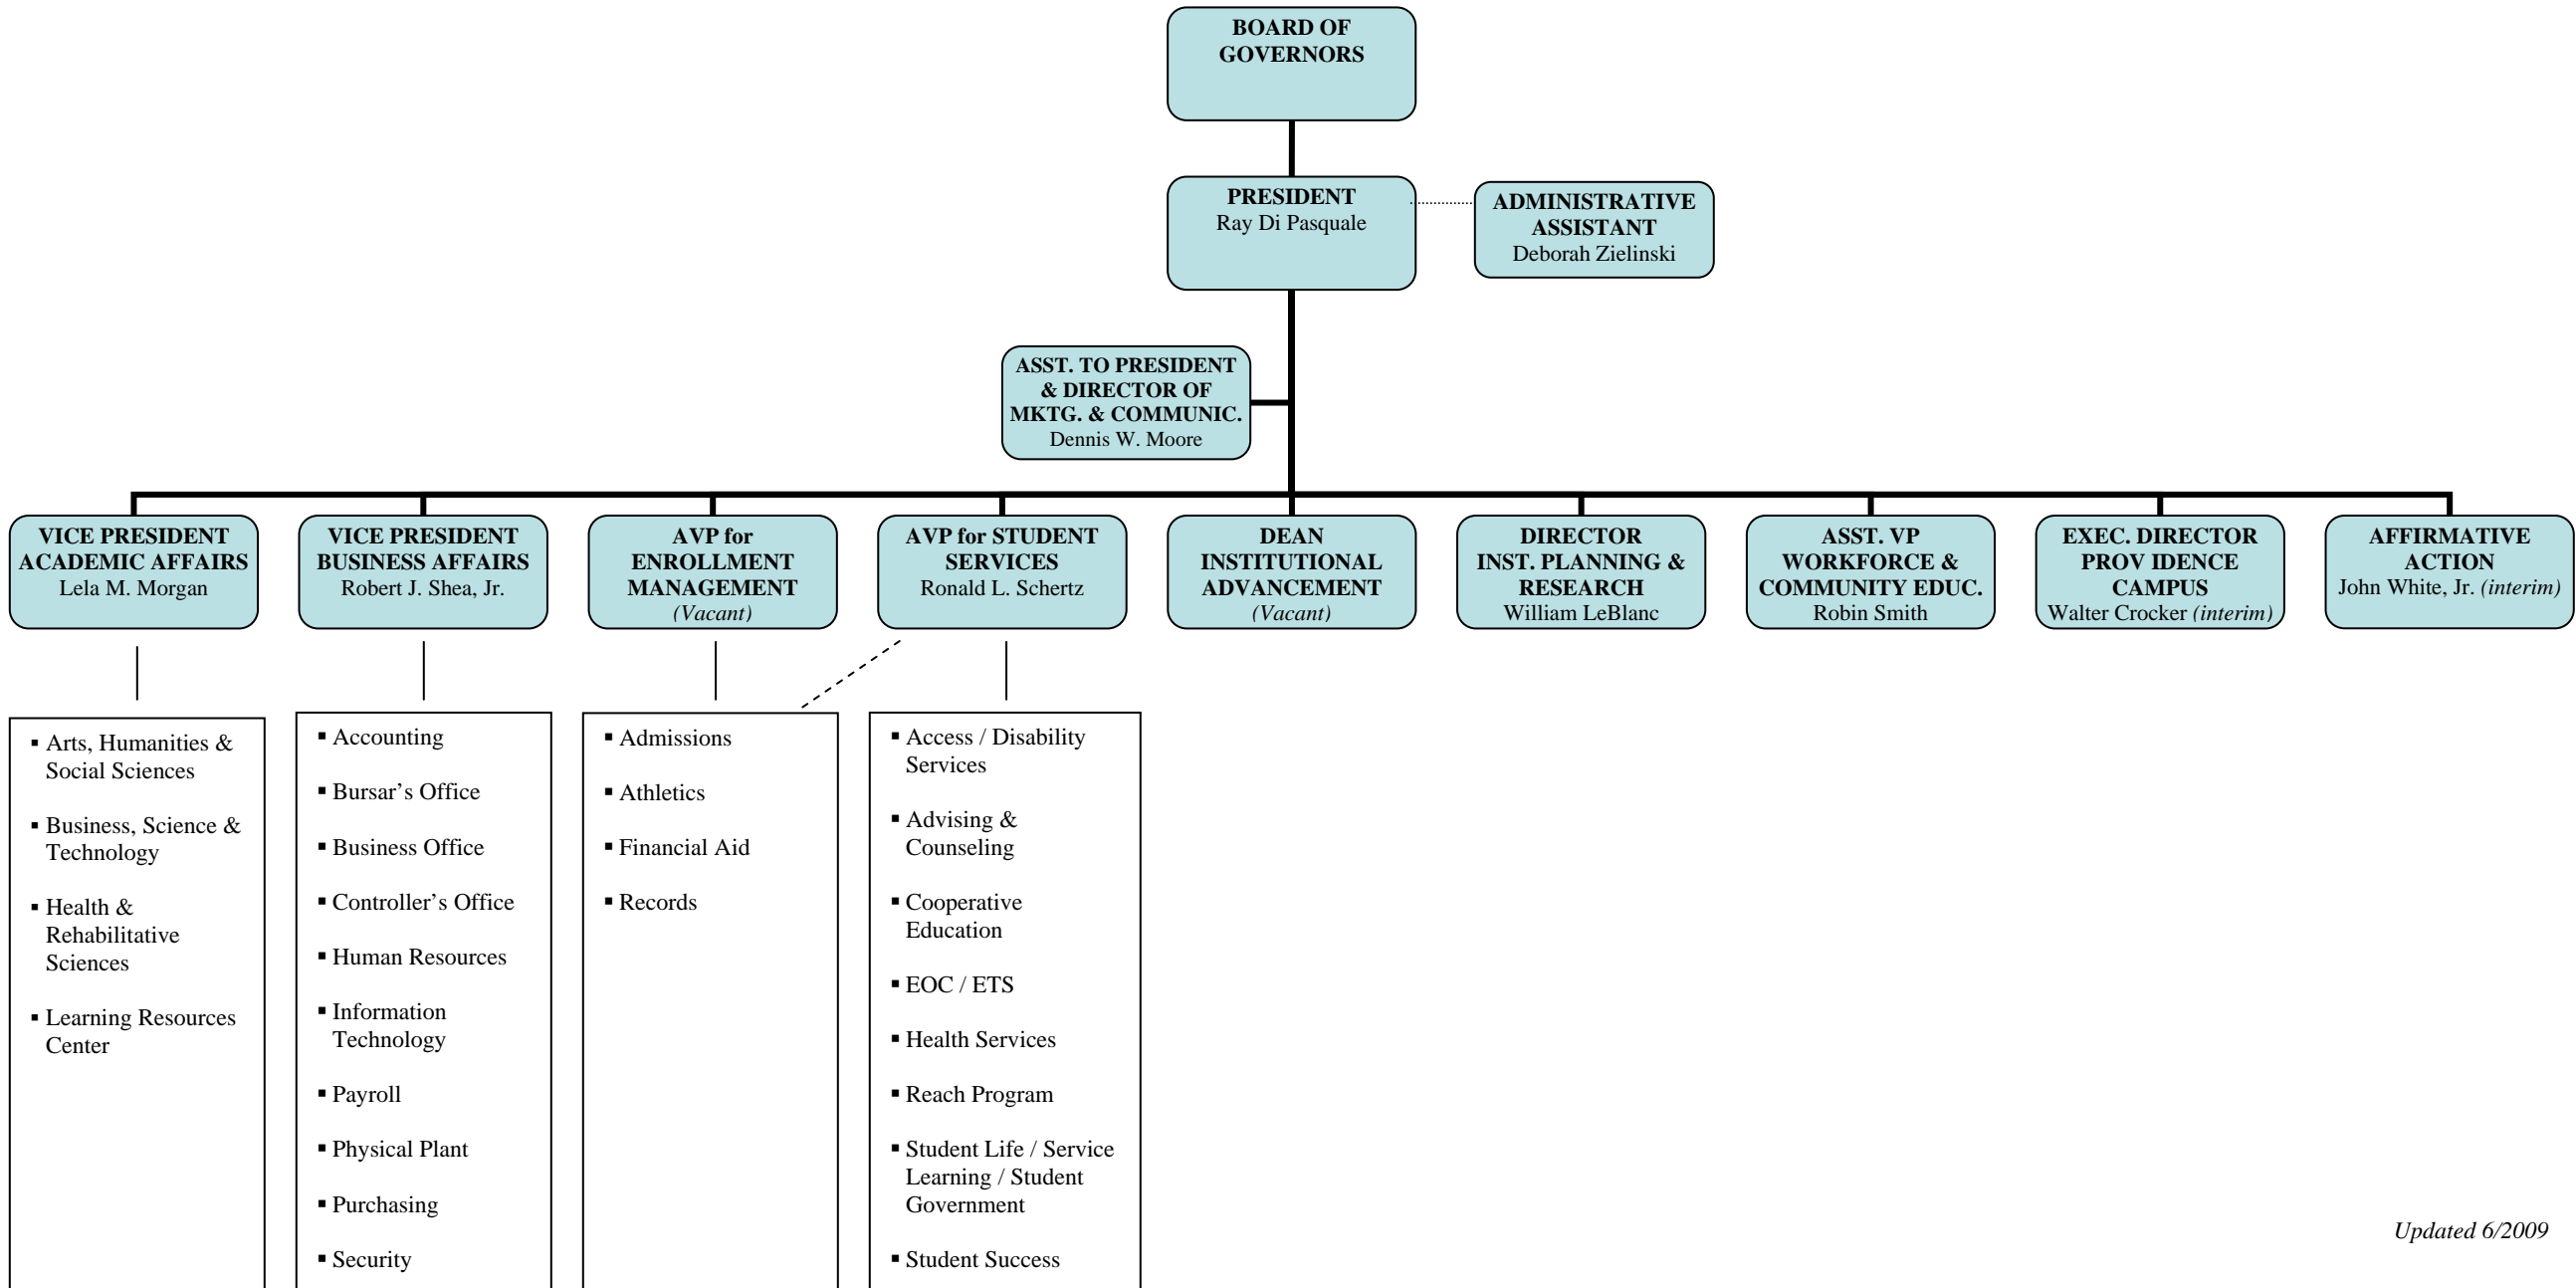 BOARD OF
GOVERNORS
PRESIDENT
Ray Di Pasquale
ADMINISTRATIVE
ASSISTANT
Deborah Zielinski
ASST. TO PRESIDENT
& DIRECTOR OF
MKTG. & COMMUNIC.
Dennis W. Moore
VICE PRESIDENT
ACADEMIC AFFAIRS
Lela M. Morgan
VICE PRESIDENT
BUSINESS AFFAIRS
Robert J. Shea, Jr.
AVP for
ENROLLMENT
MANAGEMENT
(Vacant)
AVP for STUDENT
SERVICES
Ronald L. Schertz
DEAN
INSTITUTIONAL
ADVANCEMENT
(Vacant)
DIRECTOR
INST. PLANNING &
RESEARCH
William LeBlanc
ASST. VP
WORKFORCE &
COMMUNITY EDUC.
Robin Smith
EXEC. DIRECTOR
PROV IDENCE
CAMPUS
Walter Crocker (interim)
AFFIRMATIVE
ACTION
John White, Jr. (interim)
▪ Arts, Humanities &
Social Sciences
▪ Business, Science &
Technology
▪ Health &
Rehabilitative
Sciences
▪ Learning Resources
Center
▪ Accounting
▪ Bursar’s Office
▪ Business Office
▪ Controller’s Office
▪ Human Resources
▪ Information
Technology
▪ Payroll
▪ Physical Plant
▪ Purchasing
▪ Security
▪ Admissions
▪ Athletics
▪ Financial Aid
▪ Records
▪ Access / Disability
Services
▪ Advising &
Counseling
▪ Cooperative
Education
▪ EOC / ETS
▪ Health Services
▪ Reach Program
▪ Student Life / Service
Learning / Student
Government
▪ Student Success
Updated 6/2009